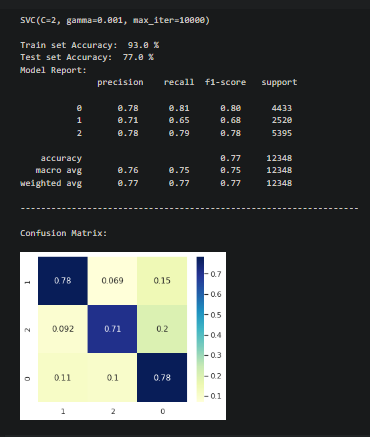 SVC(C=2, gamma=0.001, max_iter=10000)
Train set Accuracy:  93.0 %
Test set Accuracy:  77.0 %
Model Report:
precision    recall  f1-score   support
0       0.78      0.81      0.80      4433
1       0.71      0.65      0.68      2520
2       0.78      0.79      0.78      5395
accuracy                           0.77     12348
macro avg       0.76      0.75      0.75     12348
weighted avg       0.77      0.77      0.77     12348
-----------------------------------------------------------------
Confusion Matrix:
1 0.78 0.069 0.15
2 0.092 0.71 0.2
0 0.11 0.1 0.78
1 2 0
0.7
0.6
0.5
0.4
0.3
0.2
0.1